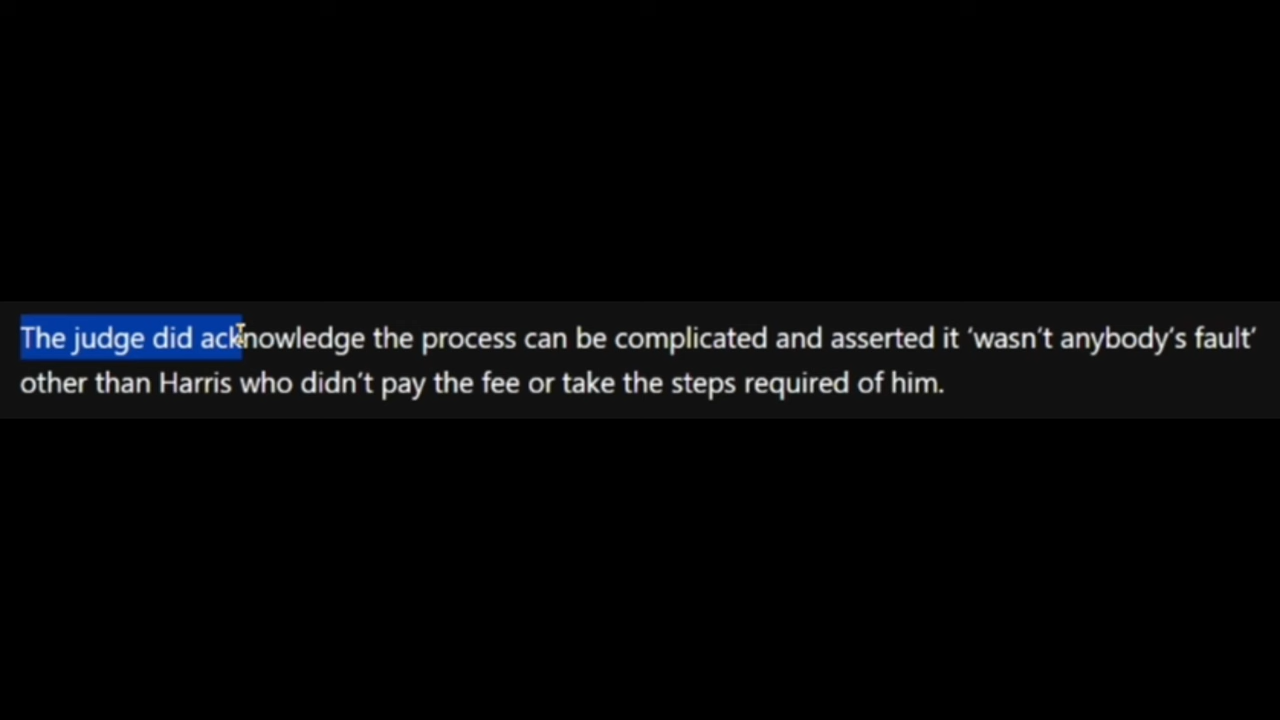 The judge did acknowledge the process can be complicated and asserted it ‘wasn’t anybody’s fault’
other than Harris who didn’t pay the fee or take the steps required of him.